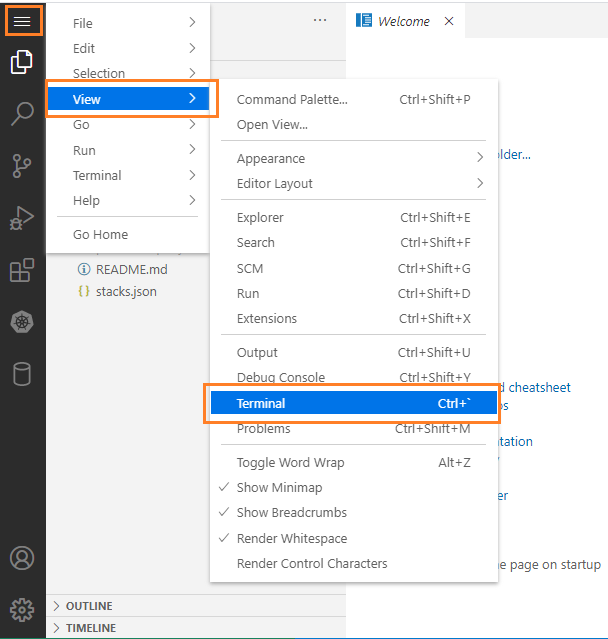 File
Edit
Selection
View
Go
Run
Terminal
Help
Go Home
README.md
stacks.json
OUTLINE
TIMELINE
Command Palette... Ctrl+Shift+P
Open View...
Appearance
Editor Layout
Explorer Ctrl+Shift+E
Search Ctrl+Shift+F
SCM Ctrl+Shift+G
Run Ctrl+Shift+D
Extensions Ctrl+Shift+X
Output Ctrl+Shift+U
Debug Console Ctrl+Shift+Y
Terminal Ctrl+`
Problems Ctrl+Shift+M
Toggle Word Wrap Alt+Z
Show Minimap
Show Breadcrumbs
Render Whitespace
Render Control Characters
Welcome
older...
d cheatsheet
ntation
e page on startup